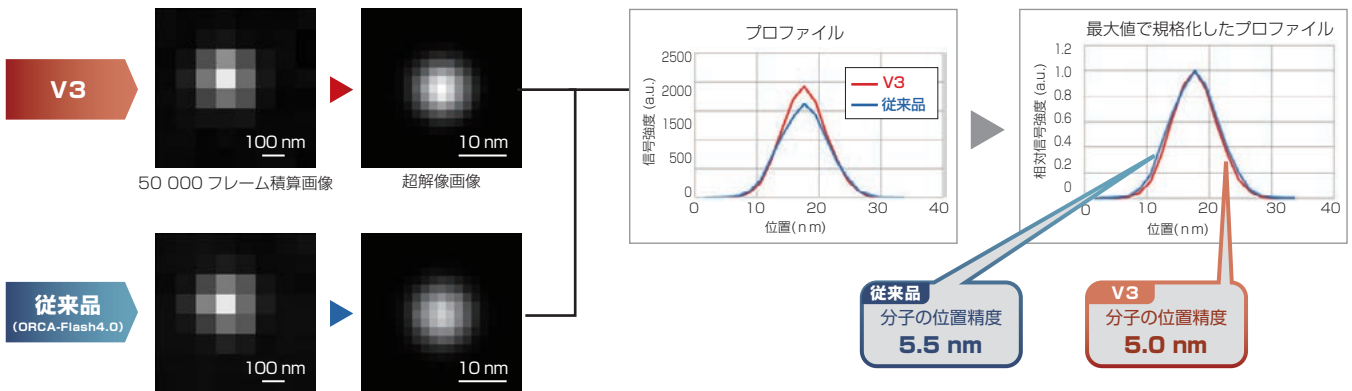 V3
100 nm
50 000 フレーム積算画像
10 nm
超解像画像
従来品
(ORCA-Flash4.0)
100 nm
10 nm
プロファイル
信号強度 (a.u.)
2500
2000
1500
500
0
0
10
20
30
40
位置(nm)
V3
従来品
最大値で規格化したプロファイル
相対信号強度 (a.u.)
1.2
1.0
0.8
0.6
0.4
0.2
0
0
10
20
30
40
位置(nm)
従来品
分子の位置精度
5.5 nm
V3
分子の位置精度
5.0 nm